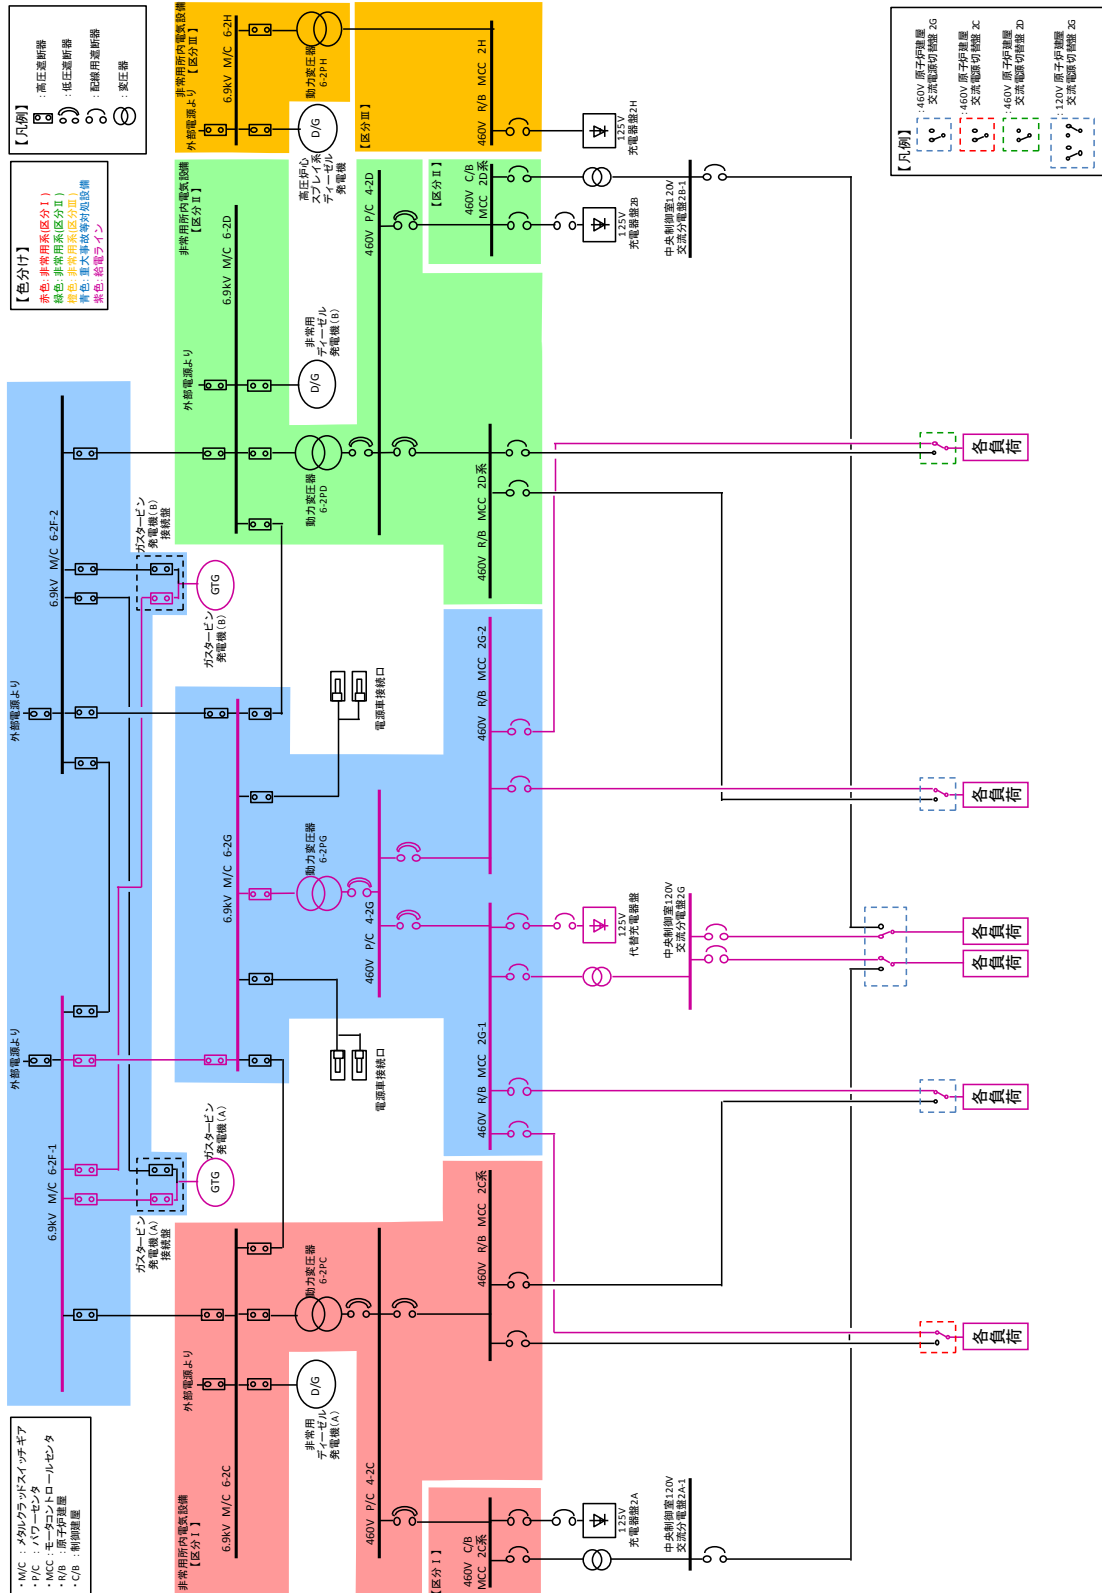 ・M/C ：メタルクラッドスイッチギア
・P/C ：パワーセンタ
・MCC：モータコントロールセンタ
・R/B ：原子炉建屋
・C/B ：制御建屋
【色分け】
赤色：非常用系(区分Ⅰ)
緑色：非常用系(区分Ⅱ)
橙色：非常用系(区分Ⅲ)
青色：重大事故等対処設備
紫色：給電ライン
【凡例】
：高圧遮断器
：低圧遮断器
：配線用遮断器
：変圧器
外部電源より
6.9kV M/C 6-2F-1
外部電源より
6.9kV M/C 6-2F-2
ガスタービン
発電機(A)
接続盤
GTG
ガスタービン
発電機(A)
ガスタービン
発電機(B)
接続盤
GTG
ガスタービン
発電機(B)
非常用所内電気設備
【区分Ⅰ】
外部電源より
6.9kV M/C 6-2C
D/G
非常用
ディーゼル
発電機(A)
動力変圧器
6-2PC
460V P/C 4-2C
【区分Ⅰ】
460V C/B
MCC 2C系
460V R/B MCC 2C系
125V
充電器盤2A
中央制御室120V
交流分電盤2A-1
6.9kV M/C 6-2G
電源車接続口
電源車接続口
動力変圧器
6-2PG
460V P/C 4-2G
460V R/B MCC 2G-1
460V R/B MCC 2G-2
125V
代替充電器盤
中央制御室120V
交流分電盤2G
非常用所内電気設備
【区分Ⅱ】
外部電源より
6.9kV M/C 6-2D
D/G
非常用
ディーゼル
発電機(B)
動力変圧器
6-2PD
460V P/C 4-2D
【区分Ⅱ】
460V C/B
MCC 2D系
460V R/B MCC 2D系
125V
充電器盤2B
中央制御室120V
交流分電盤2B-1
非常用所内電気設備
【区分Ⅲ】
外部電源より
6.9kV M/C 6-2H
D/G
高圧炉心
スプレイ系
ディーゼル
発電機
動力変圧器
6-2PH
【区分Ⅲ】
460V R/B MCC 2H
125V
充電器盤2H
各負荷
各負荷
各負荷
各負荷
各負荷
各負荷
【凡例】
：460V 原子炉建屋
交流電源切替盤 2G
：460V 原子炉建屋
交流電源切替盤 2C
：460V 原子炉建屋
交流電源切替盤 2D
：120V 原子炉建屋
交流電源切替盤 2G